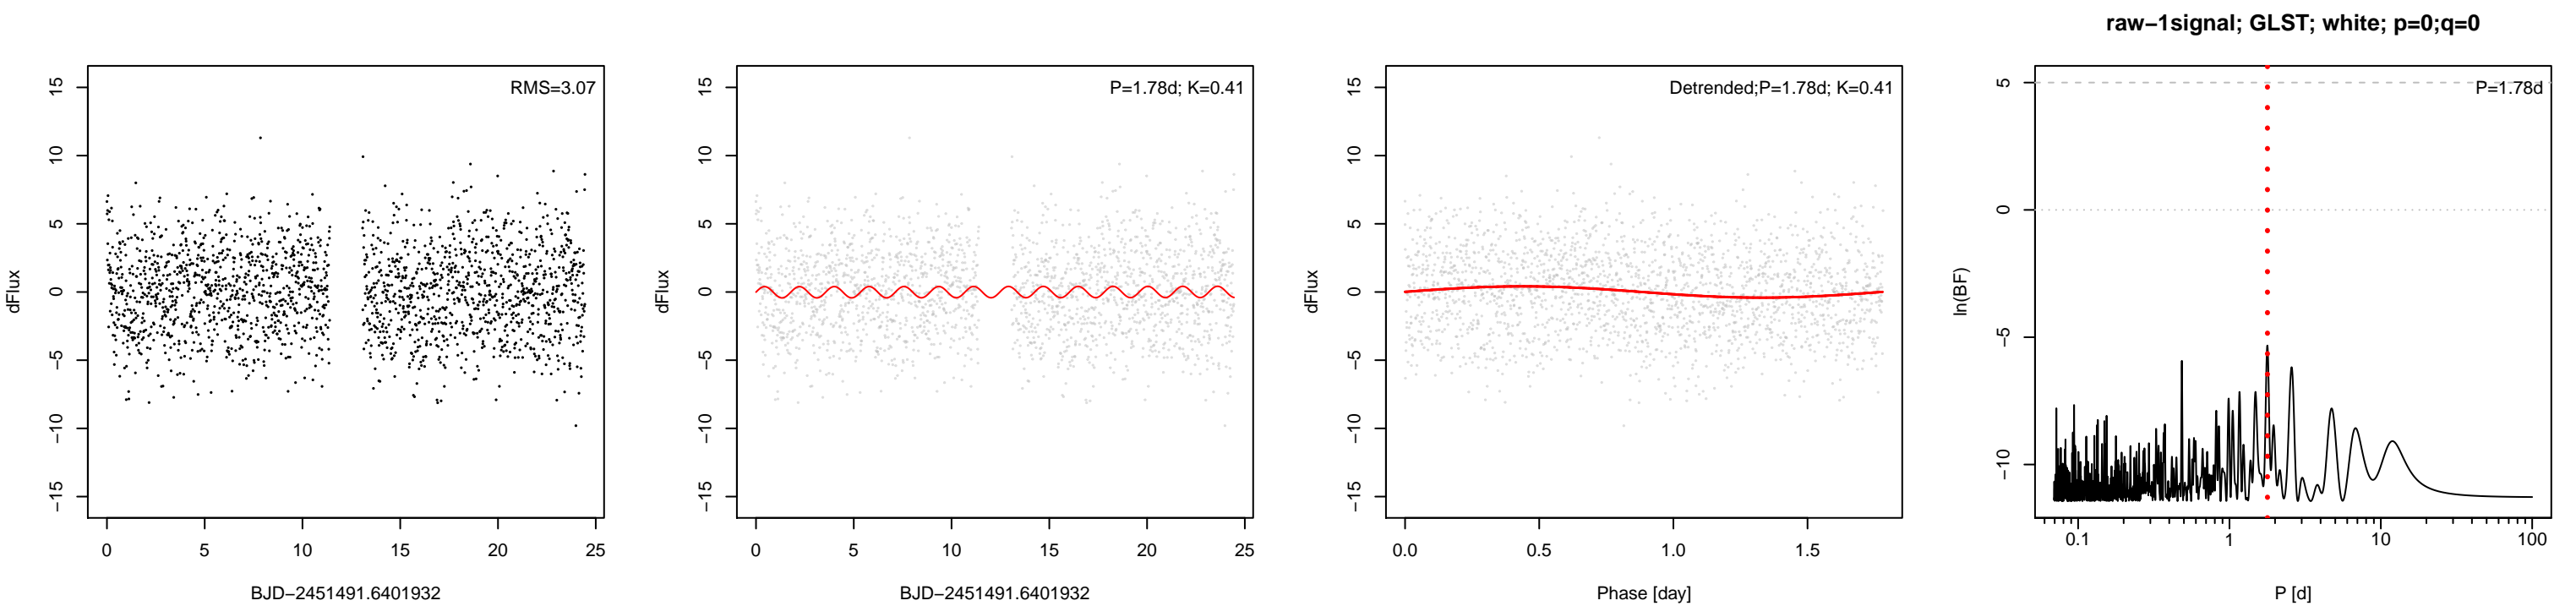 raw−1signal; GLST; white; p=0;q=0
RMS=3.07
dFlux
15
10
5
0
−5
−10
−15
0 5 10 15 20 25
BJD−2451491.6401932
P=1.78d; K=0.41
dFlux
15
10
5
0
−5
−10
−15
0 5 10 15 20 25
BJD−2451491.6401932
Detrended;P=1.78d; K=0.41
dFlux
15
10
5
0
−5
−10
−15
0.0 0.5 1.0 1.5
Phase [day]
P=1.78d
ln(BF)
5
0
−5
−10
0.1 1 10 100
P [d]